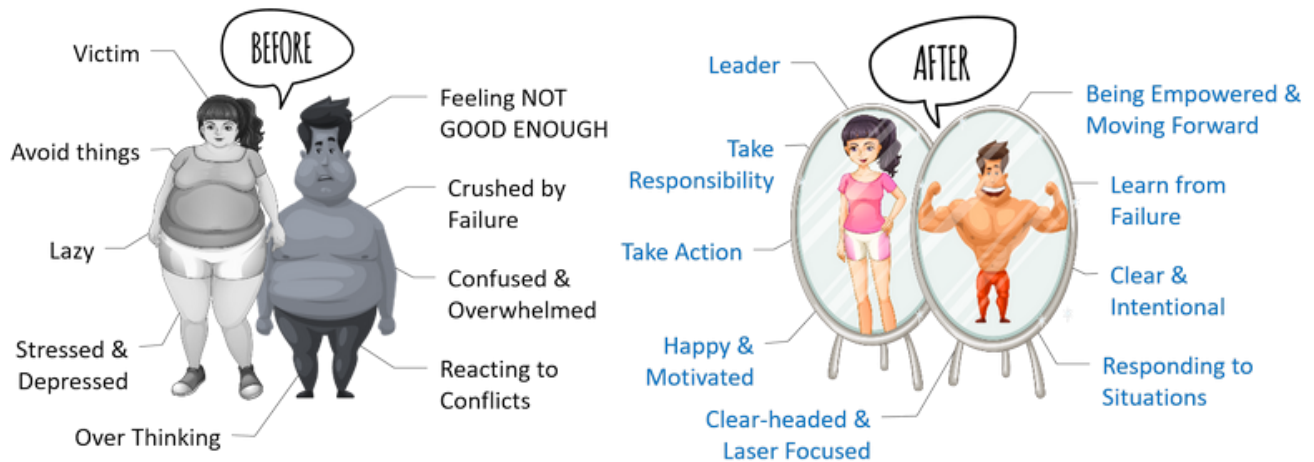 BEFORE
Victim
Avoid things
Lazy
Stressed &
Depressed
Over Thinking
Feeling NOT
GOOD ENOUGH
Crushed by
Failure
Confused &
Overwhelmed
Reacting to
Conflicts
AFTER
Leader
Take
Responsibility
Take Action
Happy &
Motivated
Clear-headed &
Laser Focused
Being Empowered &
Moving Forward
Learn from
Failure
Clear &
Intentional
Responding to
Situations